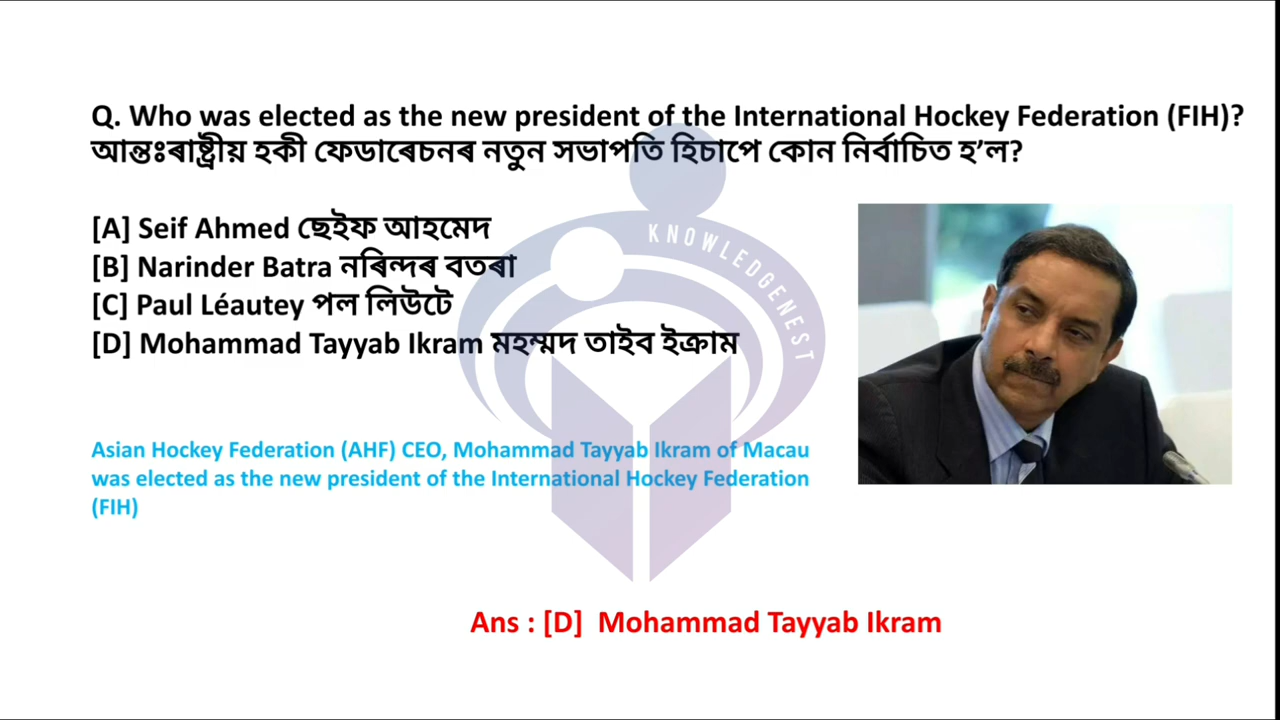 Q. Who was elected as the new president of the International Hockey Federation (FIH)?
আন্তঃৰাষ্ট্ৰীয় হকী ফেডাৰেচনৰ নতুন সভাপতি হিচাপে কোন নিৰ্বাচিত হ’ল?
[A] Seif Ahmed ছেইফ আহমেদ
[B] Narinder Batra নৰিন্দৰ বতৰা
[C] Paul Léautey পল লিউটে
[D] Mohammad Tayyab Ikram মহম্মদ তাইব ইক্ৰাম
KNOWLEDGENEST
Asian Hockey Federation (AHF) CEO, Mohammad Tayyab Ikram of Macau
was elected as the new president of the International Hockey Federation
(FIH)
Ans : [D] Mohammad Tayyab Ikram